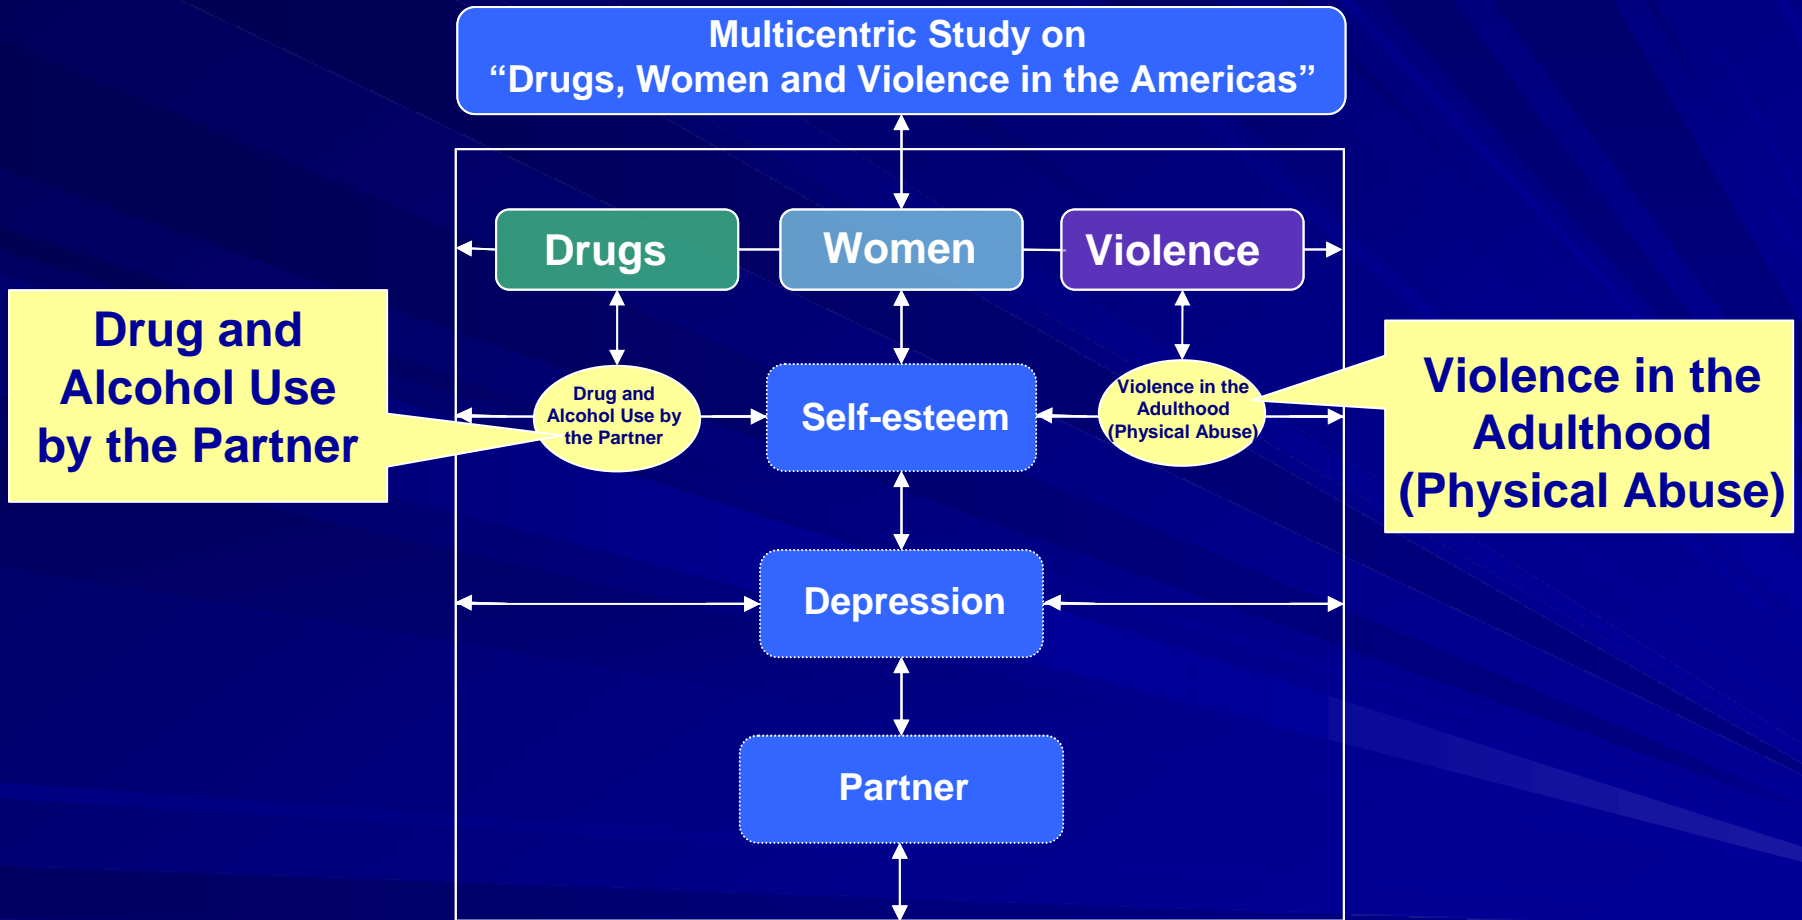 Multicentric Study on
“Drugs, Women and Violence in the Americas”
Drugs
Women
Violence
Drug and
Alcohol Use
by the Partner
Drug and
Alcohol Use by
the Partner
Self-esteem
Violence in the
Adulthood
(Physical Abuse)
Violence in the
Adulthood
(Physical Abuse)
Depression
Partner